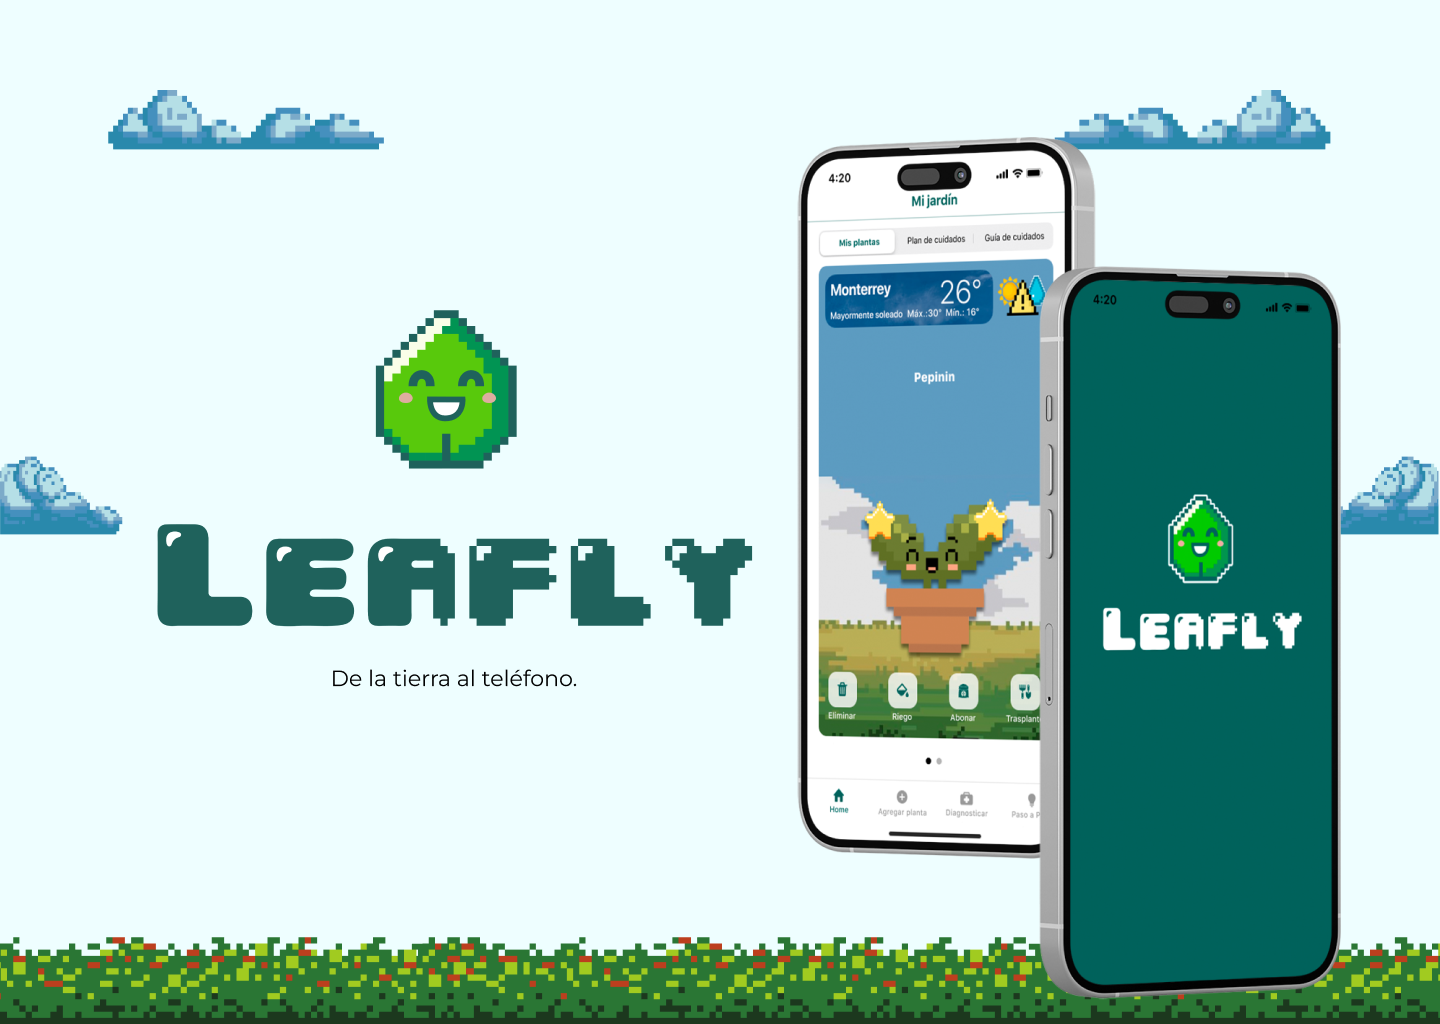 LEAFLY
De la tierra al teléfono.
4:20
Mi jardín
Mis plantas
Plan de cuidados
Guía de cuidados
Monterrey
26°
Mayormente soleado Máx.:30° Mín.: 16°
Pepinin
Eliminar
Riego
Abonar
Trasplant
Home
Agregar planta
Diagnosticar
Paso a P
4:20
LEAFLY